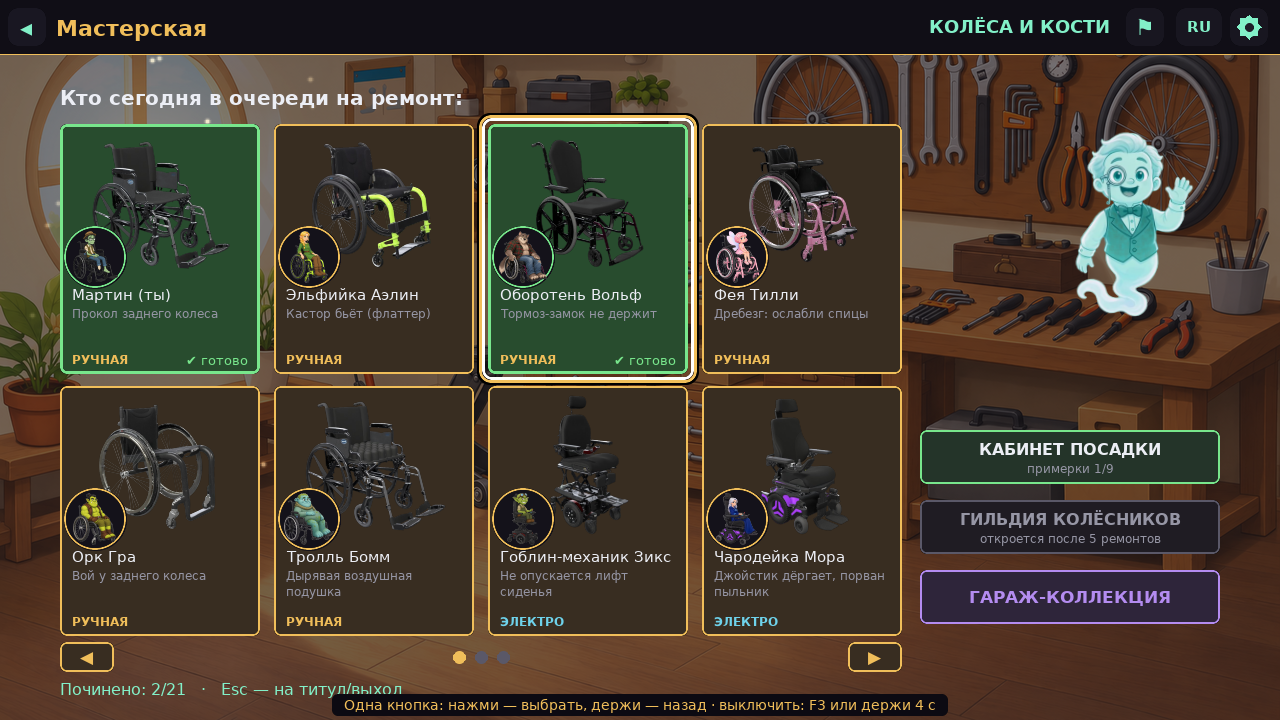 Мастерская
КОЛЁСА И КОСТИ
RU
Кто сегодня в очереди на ремонт:
Мартин (ты)
Прокол заднего колеса
РУЧНАЯ
✔ готово
Эльфийка Аэлин
Кастор бьёт (флаттер)
РУЧНАЯ
Оборотень Вольф
Тормоз-замок не держит
РУЧНАЯ
✔ готово
Фея Тилли
Дребезг: ослабли спицы
РУЧНАЯ
Орк Гра
Вой у заднего колеса
РУЧНАЯ
Тролль Бомм
Дырявая воздушная
подушка
РУЧНАЯ
Гоблин-механик Зикс
Не опускается лифт
сиденья
ЭЛЕКТРО
Чародейка Мора
Джойстик дёргает, порван
пыльник
ЭЛЕКТРО
КАБИНЕТ ПОСАДКИ
примерки 1/9
ГИЛЬДИЯ КОЛЁСНИКОВ
откроется после 5 ремонтов
ГАРАЖ-КОЛЛЕКЦИЯ
Починено: 2/21 · Esc — на титул/выход
Одна кнопка: нажми — выбрать, держи — назад · выключить: F3 или держи 4 с